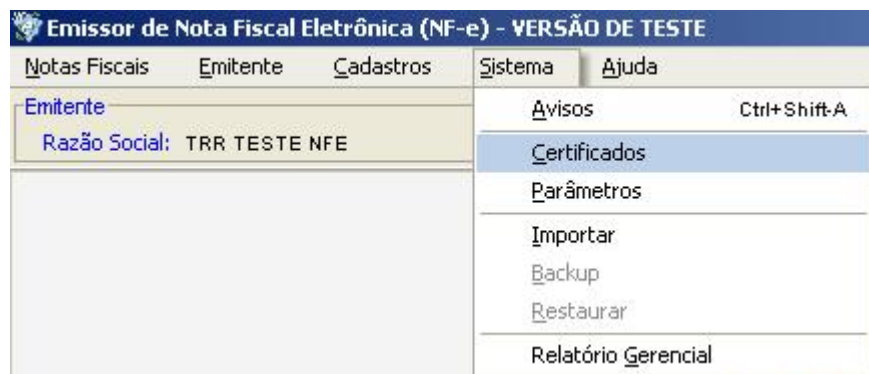 Emissor de Nota Fiscal Eletrônica (NF-e) - VERSÃO DE TESTE
Notas Fiscais Emitente Cadastros Sistema Ajuda
Emitente
Razão Social: TRR TESTE NFE
Avisos Ctrl+Shift-A
Certificados
Parâmetros
Importar
Backup
Restaurar
Relatório Gerencial